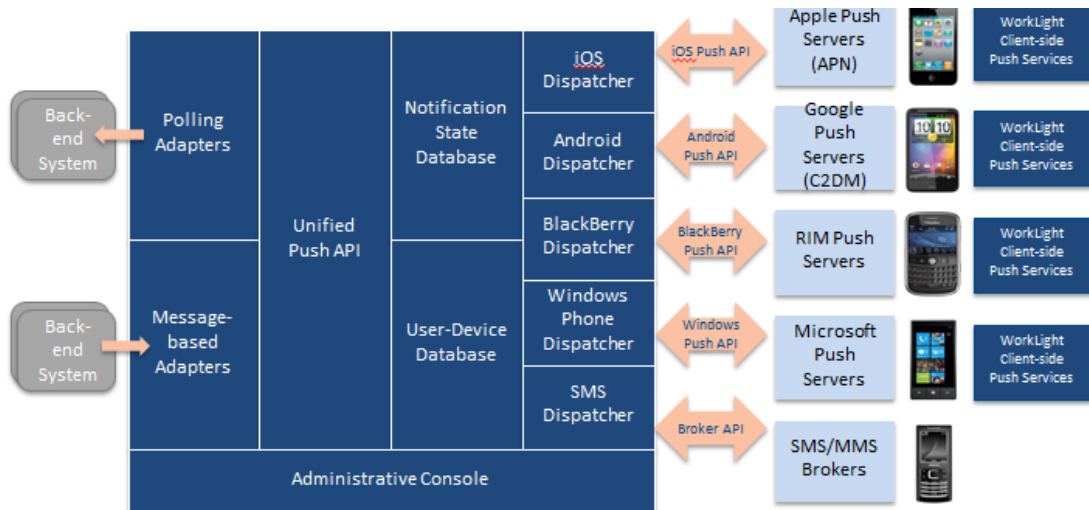 Back-
end
System
Back-
end
System
Polling
Adapters
Message-
based
Adapters
Unified
Push API
Notification
State
Database
User-Device
Database
iOS
Dispatcher
Android
Dispatcher
BlackBerry
Dispatcher
Windows
Phone
Dispatcher
SMS
Dispatcher
Administrative Console
iOS Push API
Android
Push API
BlackBerry
Push API
Windows
Push API
Broker API
Apple Push
Servers
(APN)
Google
Push
Servers
(C2DM)
10 10
RIM Push
Servers
Microsoft
Push
Servers
SMS/MMS
Brokers
WorkLight
Client-side
Push Services
WorkLight
Client-side
Push Services
WorkLight
Client-side
Push Services
WorkLight
Client-side
Push Services